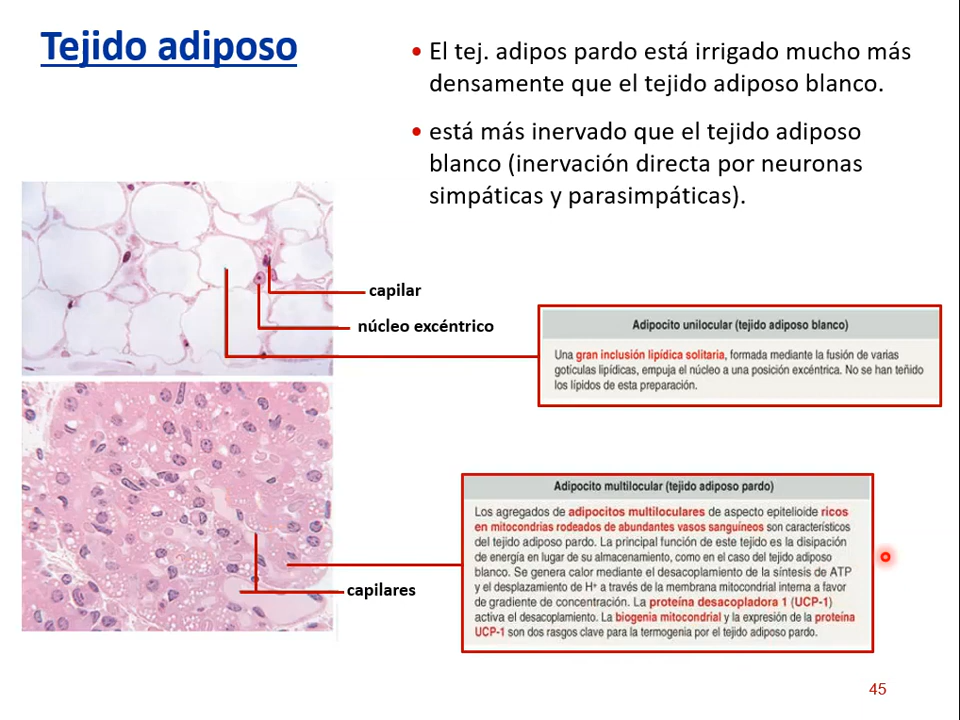 Tejido adiposo
• El tej. adipos pardo está irrigado mucho más
densamente que el tejido adiposo blanco.
• está más inervado que el tejido adiposo
blanco (inervación directa por neuronas
simpáticas y parasimpáticas).
capilar
núcleo excéntrico
Adipocito unilocular (tejido adiposo blanco)
Una gran inclusión lipídica solitaria, formada mediante la fusión de varias
gotículas lipídicas, empuja el núcleo a una posición excéntrica. No se han teñido
los lípidos de esta preparación.
Adipocito multilocular (tejido adiposo pardo)
Los agregados de adipocitos multiloculares de aspecto epitelioide ricos
en mitocondrias rodeados de abundantes vasos sanguíneos son característicos
del tejido adiposo pardo. La principal función de este tejido es la disipación
de energía en lugar de su almacenamiento, como en el caso del tejido adiposo
blanco. Se genera calor mediante el desacoplamiento de la síntesis de ATP
y el desplazamiento de H⁺ a través de la membrana mitocondrial interna a favor
de gradiente de concentración. La proteína desacopladora 1 (UCP-1)
activa el desacoplamiento. La biogenia mitocondrial y la expresión de la proteína
UCP-1 son dos rasgos clave para la termogenia por el tejido adiposo pardo.
capilares
45